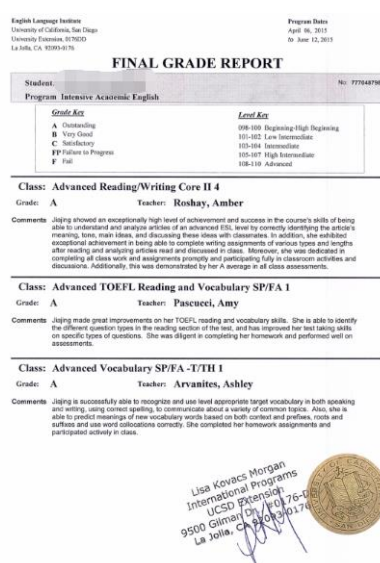 English Language Institute
University of California, San Diego
University Extension, 0176DD
La Jolla, CA 92093-0176
Program Dates
April 06, 2015
to June 12, 2015
FINAL GRADE REPORT
Student
No: 77704879
Program Intensive Academic English
Grade Key
A Outstanding
B Very Good
C Satisfactory
FP Failure to Progress
F Fail
Level Key
098-100 Beginning-High Beginning
101-102 Low Intermediate
103-104 Intermediate
105-107 High Intermediate
108-110 Advanced
Class: Advanced Reading/Writing Core II 4
Grade: A Teacher: Roshay, Amber
Comments Jiajing showed an exceptionally high level of achievement and success in the course's skills of being
able to understand and analyze articles of an advanced ESL level by correctly identifying the article's
meaning, tone, main ideas, and discussing these ideas with classmates. In addition, she exhibited
exceptional achievement in being able to complete writing assignments of various types and lengths
after reading and analyzing articles read and discussed in class. Moreover, she was dedicated in
completing all class work and assignments promptly and participating fully in classroom activities and
discussions. Additionally, this was demonstrated by her A average in all class assessments.
Class: Advanced TOEFL Reading and Vocabulary SP/FA 1
Grade: A Teacher: Pascucci, Amy
Comments Jiajing made great improvements on her TOEFL reading and vocabulary skills. She is able to identify
the different question types in the reading section of the test, and has improved her test taking skills
on specific types of questions. She was diligent in completing her homework and performed well on
assessments.
Class: Advanced Vocabulary SP/FA -T/TH 1
Grade: A Teacher: Arvanites, Ashley
Comments Jiajing is successfully able to recognize and use level appropriate target vocabulary in both speaking
and writing, using correct spelling, to communicate about a variety of common topics. Also, she is
able to predict meanings of new vocabulary words based on both context and prefixes, roots and
suffixes and use word collocations correctly. She completed her homework assignments and
participated actively in class.
Lisa Kovacs Morgan
International Programs
UCSD Extension
9500 Gilman Dr. #0176-D
La Jolla, CA 92093-0176